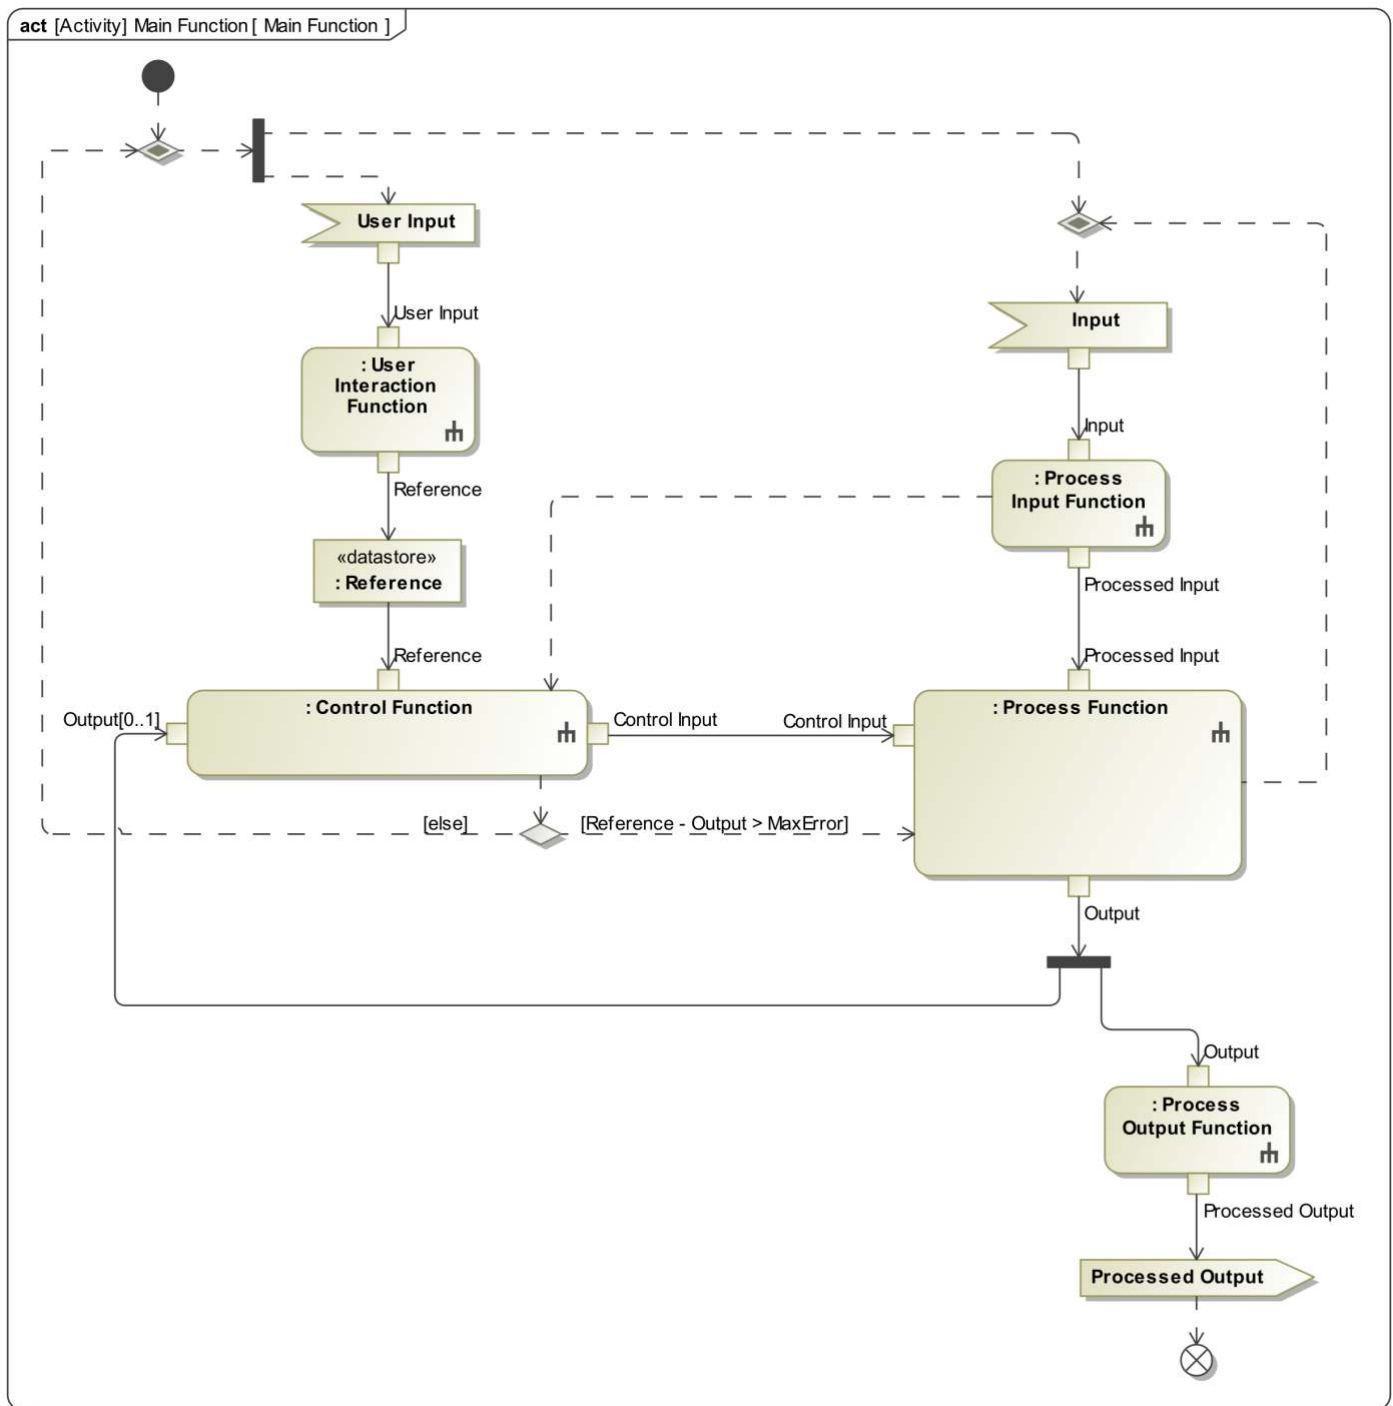 act [Activity] Main Function [ Main Function ]
User Input
User Input
: User
Interaction
Function
Reference
«datastore»
: Reference
Reference
Input
Input
: Process
Input Function
Processed Input
Processed Input
Output[0..1]
: Control Function
Control Input
Control Input
: Process Function
[else]
[Reference - Output > MaxError]
Output
Output
: Process
Output Function
Processed Output
Processed Output